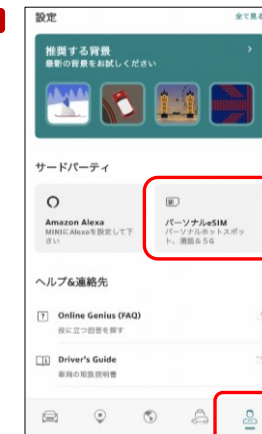 設定
全て見る
推奨する背景
最新の背景をお試しください
サードパーティ
Amazon Alexa
MINIにAlexaを設定して下
さい
パーソナルeSIM
パーソナルホットスポッ
ト、通話& 5G
ヘルプ&連絡先
Online Genius (FAQ)
役に立つ回答を探す
Driver's Guide
車両の取扱説明書